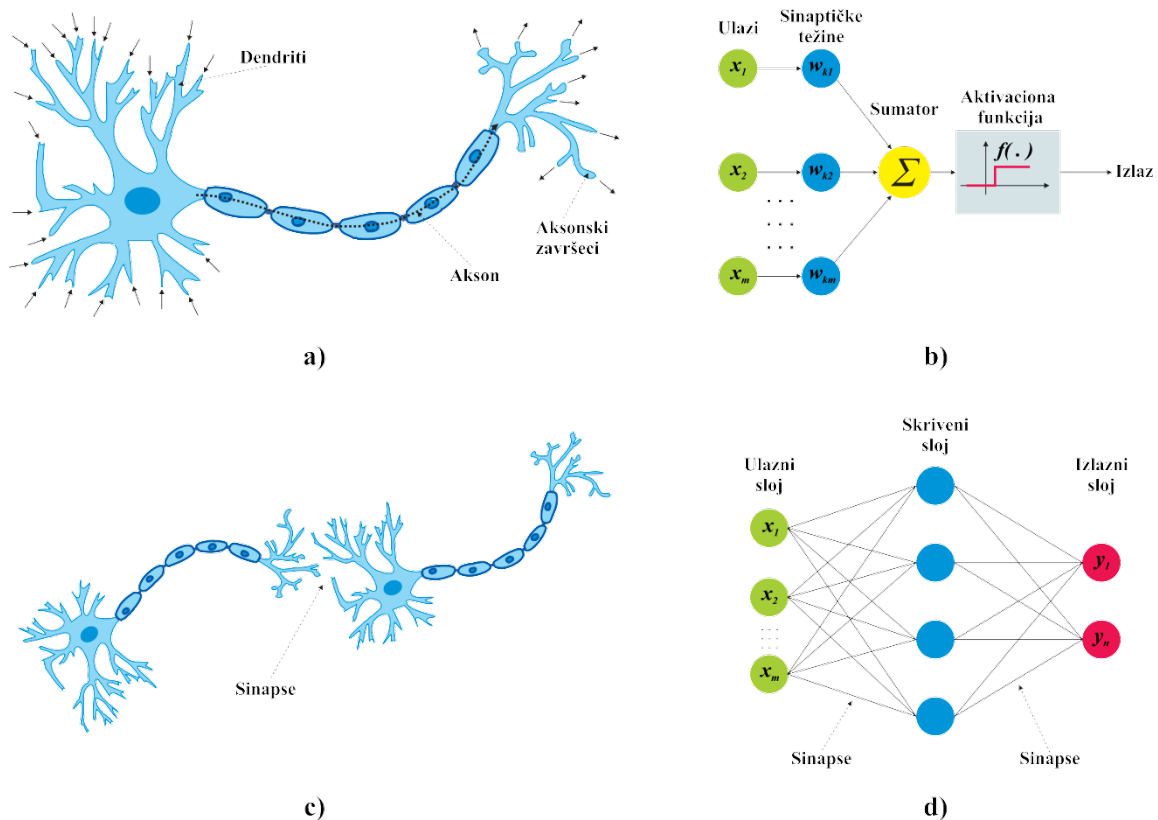 Dendriti
Aksonski
završeci
Akson
a)
Ulazi
Sinaptičke
težine
x1
wk1
Sumator
Aktivaciona
funkcija
f(.)
x2
wk2
Σ
Izlaz
. . .
. . .
xm
wkm
b)
Sinapse
c)
Skriveni
sloj
Ulazni
sloj
Izlazni
sloj
x1
y1
x2
yn
xm
Sinapse
Sinapse
d)